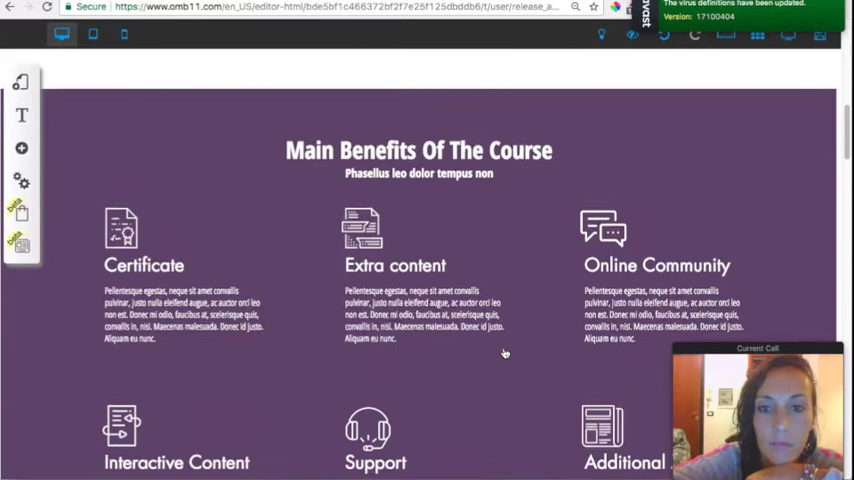 Secure
https://www.omb11.com/en_US/editor-html/bde5bf1c466372bf2f7e25f125dbddb6/t/user/release_a...
avast
The virus definitions have been updated.
Version: 17100404
T
beta
beta
Main Benefits Of The Course
Phasellus leo dolor tempus non
Certificate
Pellentesque egestas, neque sit amet convallis
pulvinar, justo nulla eleifend augue, ac auctor orci leo
non est. Donec mi odio, faucibus at, scelerisque quis,
convallis in, nisi. Maecenas malesuada. Donec id justo.
Aliquam eu nunc.
Extra content
Pellentesque egestas, neque sit amet convallis
pulvinar, justo nulla eleifend augue, ac auctor orci leo
non est. Donec mi odio, faucibus at, scelerisque quis,
convallis in, nisi. Maecenas malesuada. Donec id justo.
Aliquam eu nunc.
Online Community
Pellentesque egestas, neque sit amet convallis
pulvinar, justo nulla eleifend augue, ac auctor orci leo
non est. Donec mi odio, faucibus at, scelerisque quis,
convallis in, nisi. Maecenas malesuada. Donec id justo.
Aliquam eu nunc.
Current Call
Interactive Content
Support
Additional